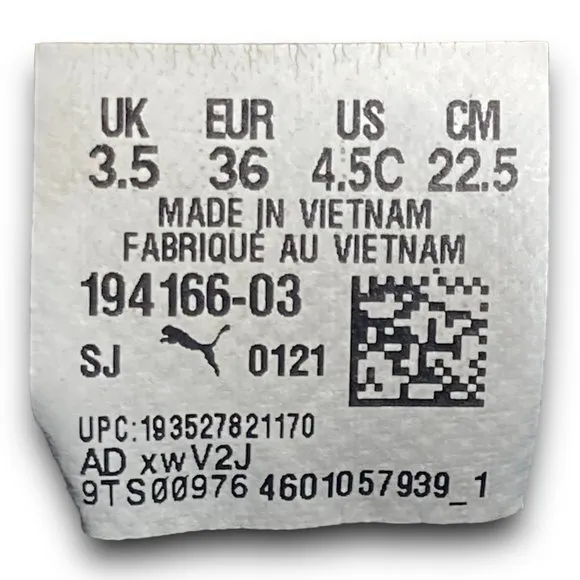 UK EUR US CM
3.5 36 4.5C 22.5
MADE IN VIETNAM
FABRIQUÉ AU VIETNAM
194166-03
SJ 0121
UPC:193527821170
AD xwV2J
9TS00976 4601057939_1